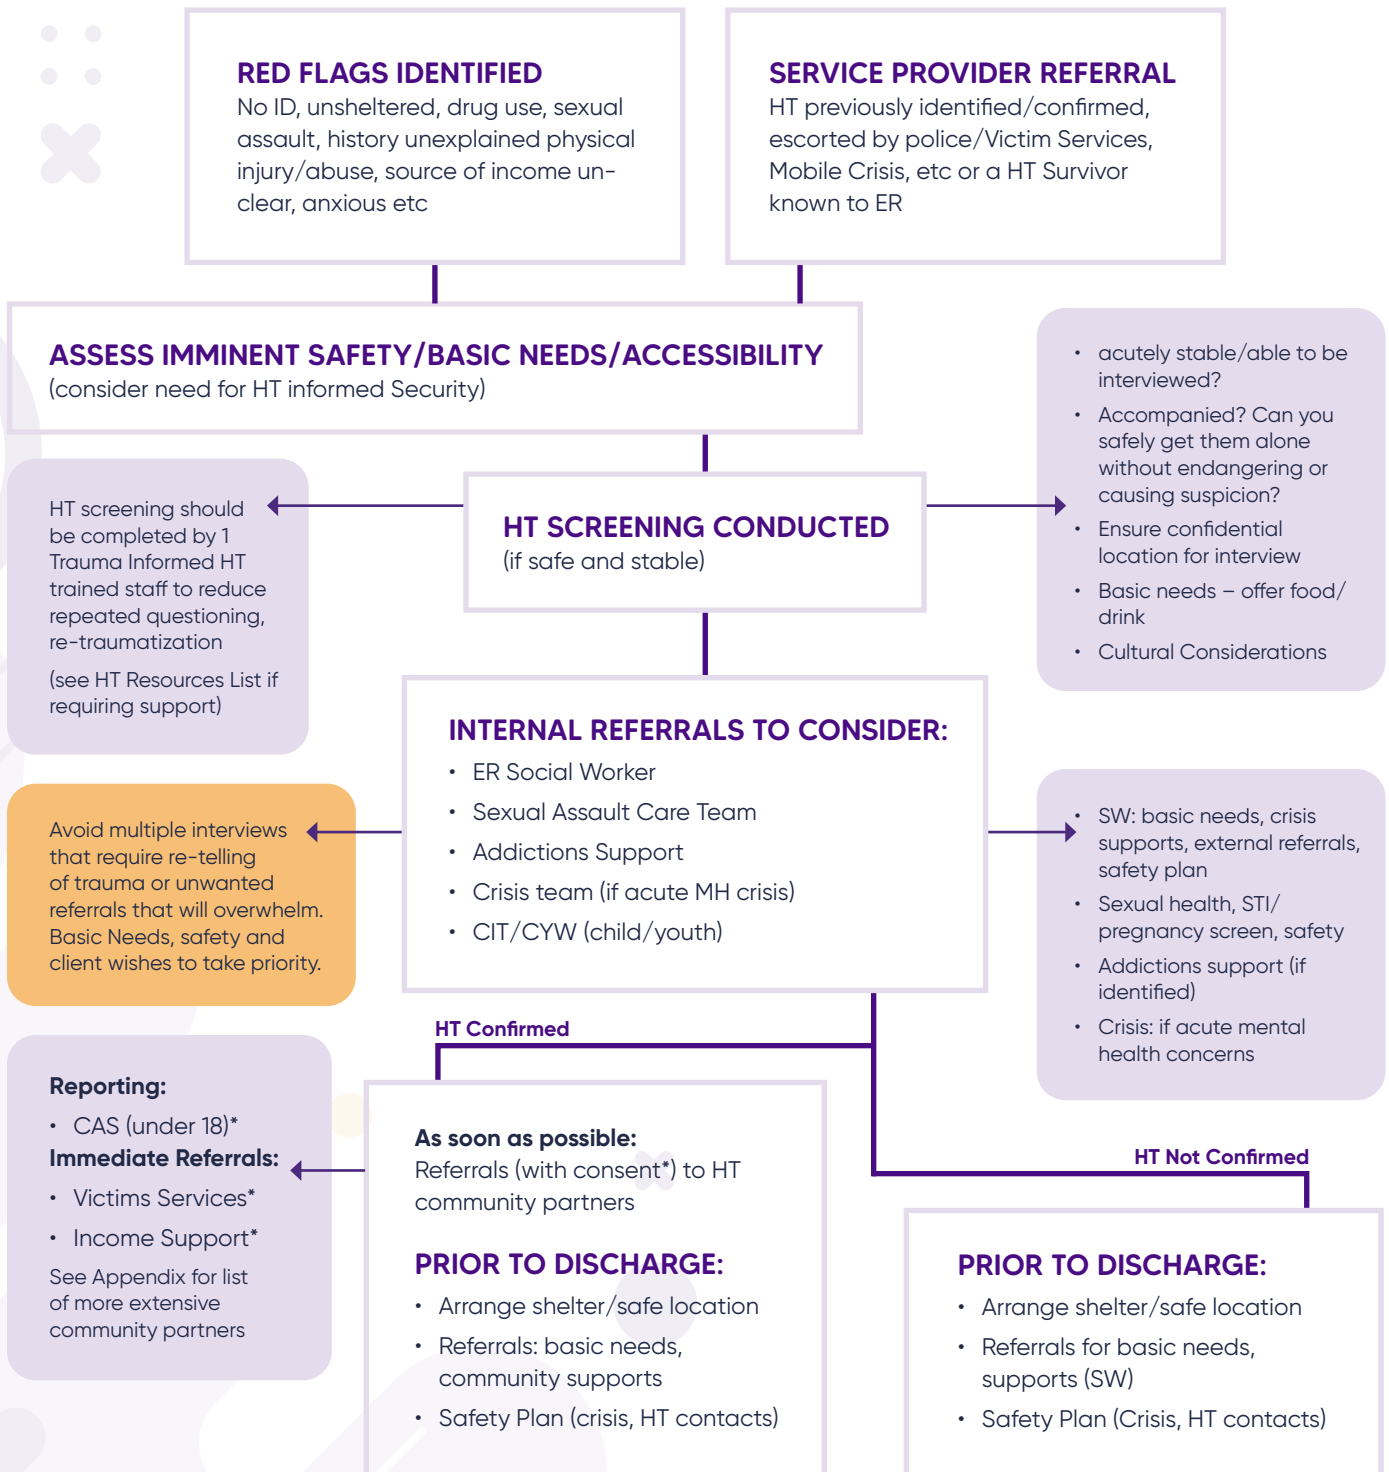 RED FLAGS IDENTIFIED
No ID, unsheltered, drug use, sexual
assault, history unexplained physical
injury/abuse, source of income un-
clear, anxious etc
SERVICE PROVIDER REFERRAL
HT previously identified/confirmed,
escorted by police/Victim Services,
Mobile Crisis, etc or a HT Survivor
known to ER
ASSESS IMMINENT SAFETY/BASIC NEEDS/ACCESSIBILITY
(consider need for HT informed Security)
• acutely stable/able to be
interviewed?
• Accompanied? Can you
safely get them alone
without endangering or
causing suspicion?
• Ensure confidential
location for interview
• Basic needs – offer food/
drink
• Cultural Considerations
HT SCREENING CONDUCTED
(if safe and stable)
HT screening should
be completed by 1
Trauma Informed HT
trained staff to reduce
repeated questioning,
re-traumatization
(see HT Resources List if
requiring support)
INTERNAL REFERRALS TO CONSIDER:
• ER Social Worker
• Sexual Assault Care Team
• Addictions Support
• Crisis team (if acute MH crisis)
• CIT/CYW (child/youth)
Avoid multiple interviews
that require re-telling
of trauma or unwanted
referrals that will overwhelm.
Basic Needs, safety and
client wishes to take priority.
• SW: basic needs, crisis
supports, external referrals,
safety plan
• Sexual health, STI/
pregnancy screen, safety
• Addictions support (if
identified)
• Crisis: if acute mental
health concerns
HT Confirmed
Reporting:
• CAS (under 18)*
Immediate Referrals:
• Victims Services*
• Income Support*
See Appendix for list
of more extensive
community partners
As soon as possible:
Referrals (with consent*) to HT
community partners
PRIOR TO DISCHARGE:
• Arrange shelter/safe location
• Referrals: basic needs,
community supports
• Safety Plan (crisis, HT contacts)
HT Not Confirmed
PRIOR TO DISCHARGE:
• Arrange shelter/safe location
• Referrals for basic needs,
supports (SW)
• Safety Plan (Crisis, HT contacts)